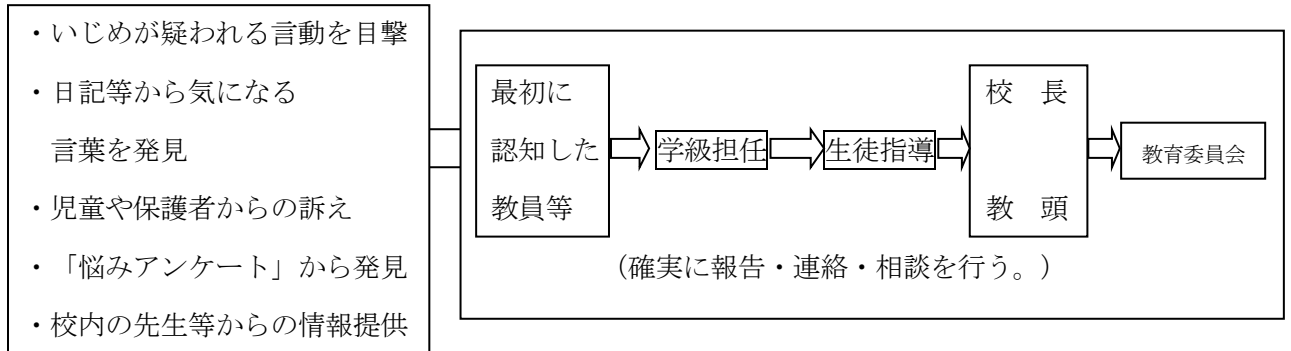 ・いじめが疑われる言動を目撃
・日記等から気になる
言葉を発見
・児童や保護者からの訴え
・「悩みアンケート」から発見
・校内の先生等からの情報提供
最初に
認知した
教員等
学級担任
生徒指導
校　長
教　頭
教育委員会
（確実に報告・連絡・相談を行う。）